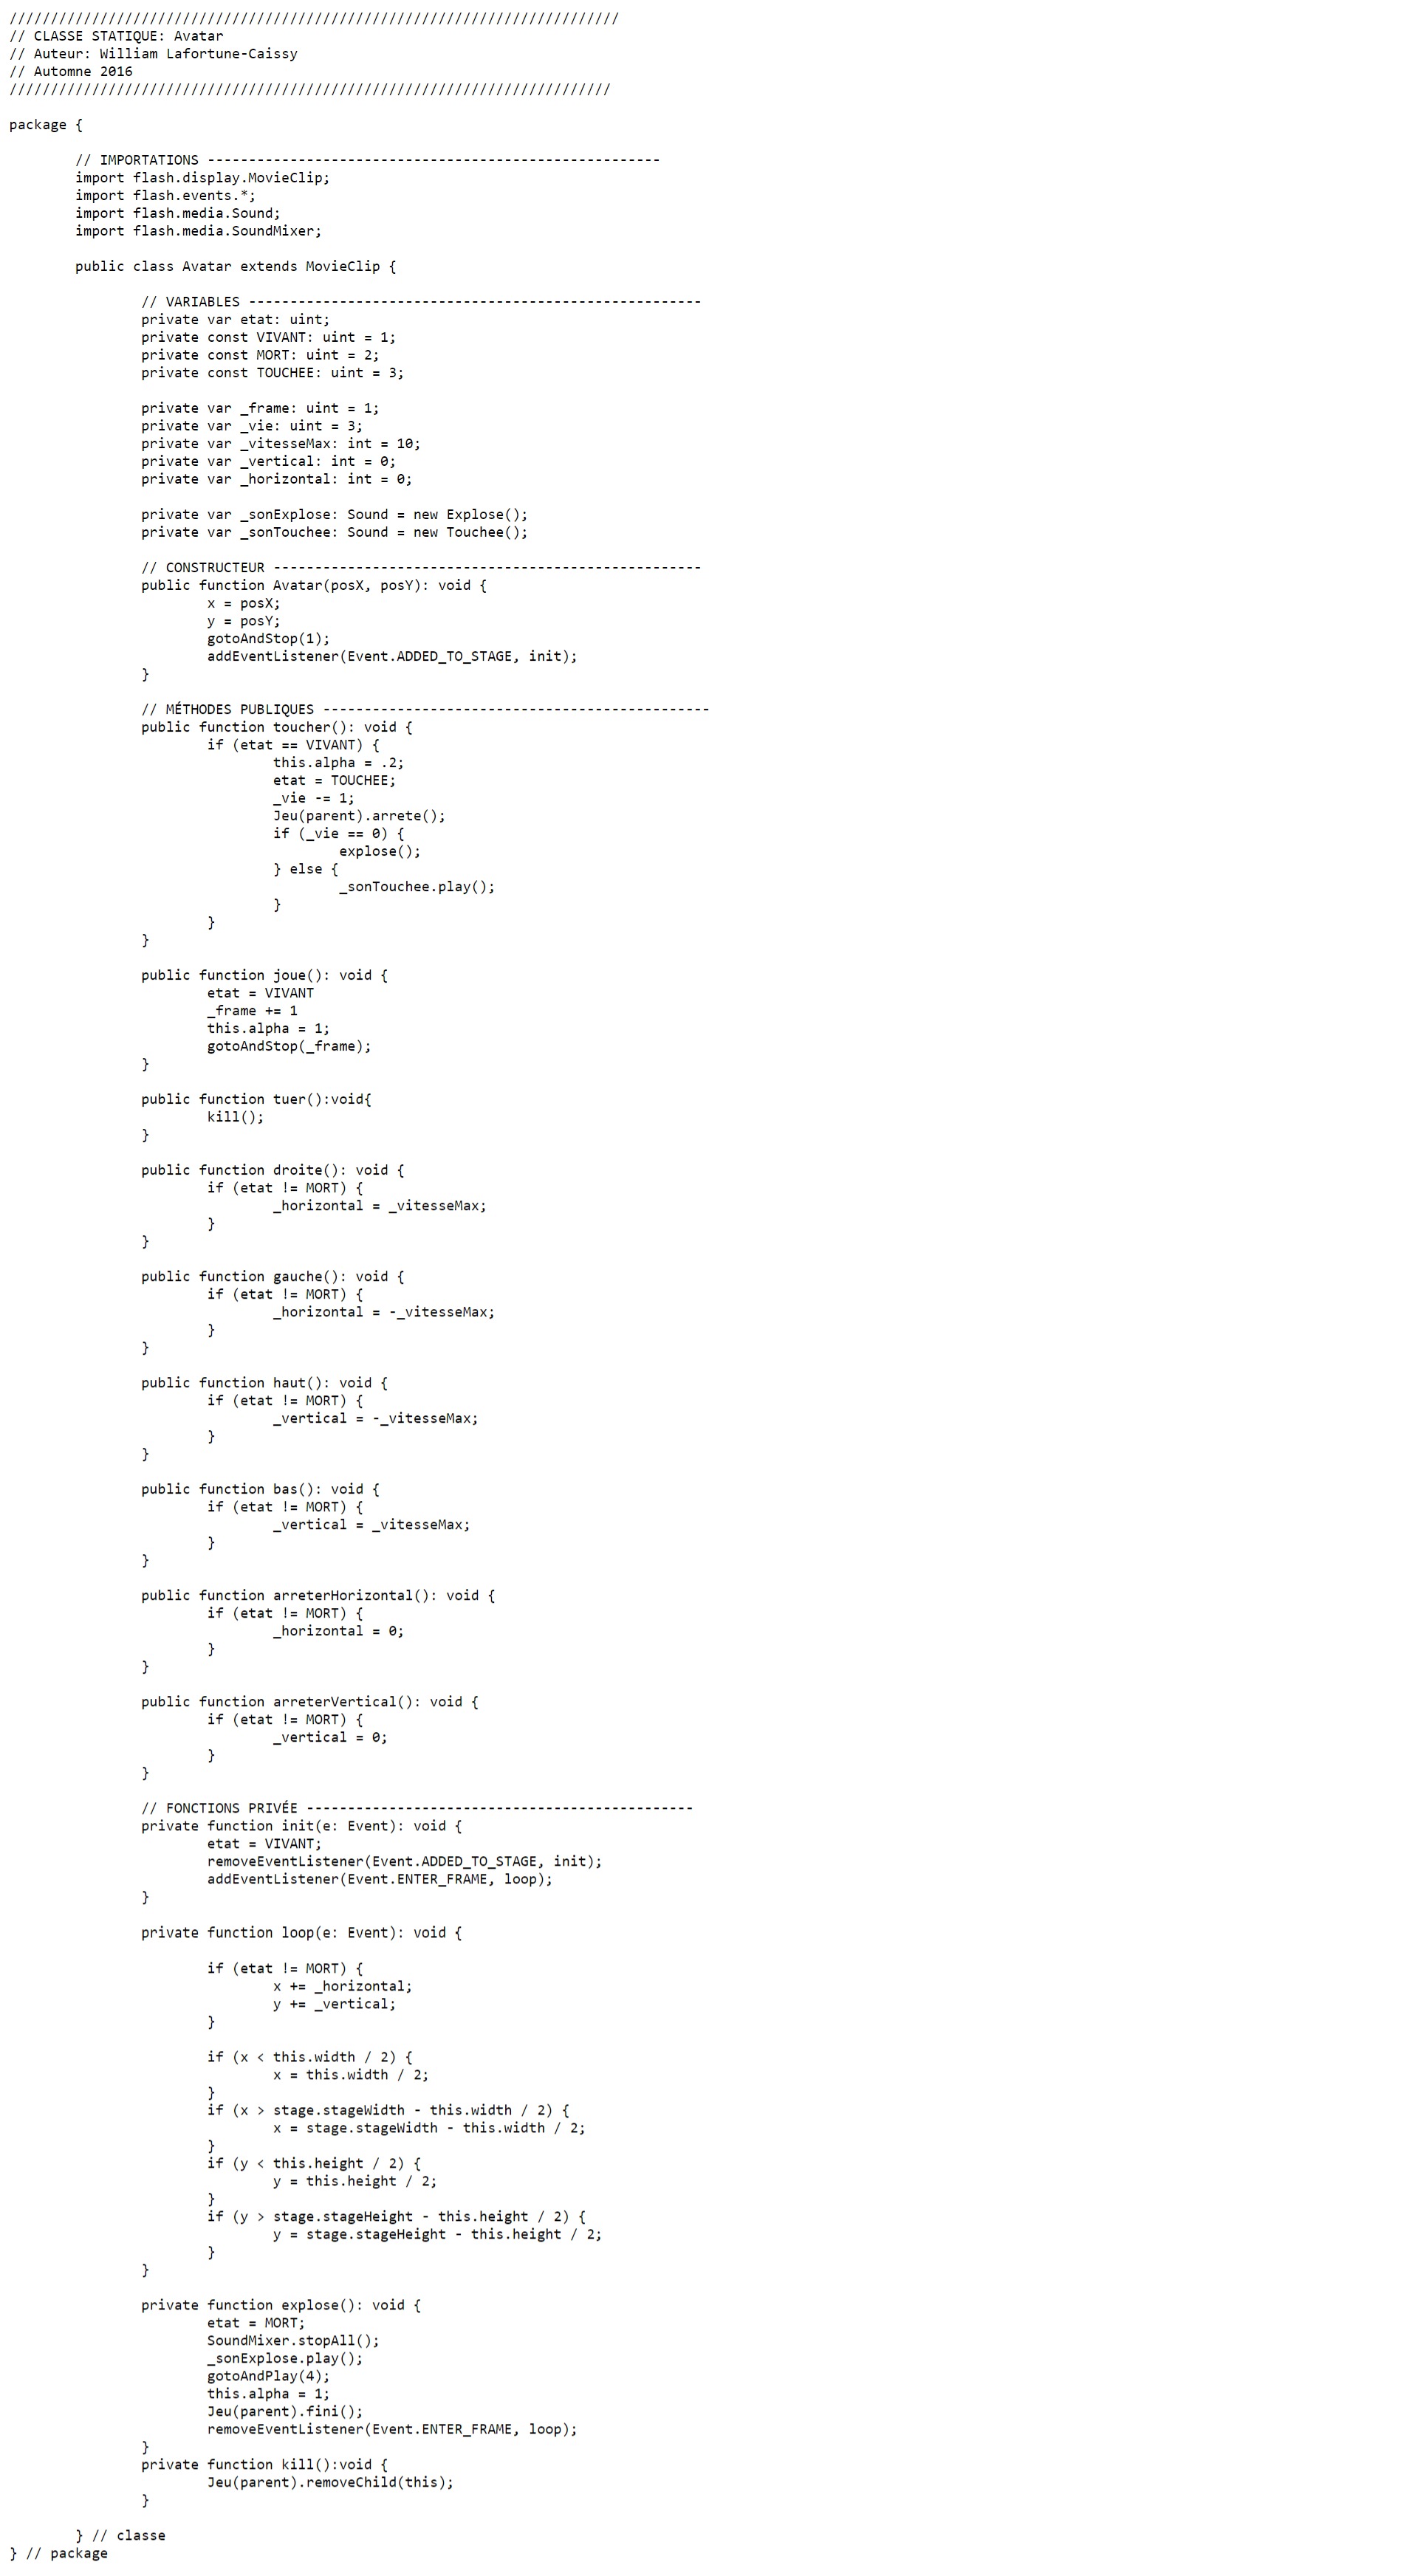 //////////////////////////////////////////////////////////////////////////
// CLASSE STATIQUE: Avatar
// Auteur: William Lafortune-Caissy
// Automne 2016
/////////////////////////////////////////////////////////////////////////
package {
// IMPORTATIONS -------------------------------------------------------
import flash.display.MovieClip;
import flash.events.*;
import flash.media.Sound;
import flash.media.SoundMixer;
public class Avatar extends MovieClip {
// VARIABLES -------------------------------------------------------
private var etat: uint;
private const VIVANT: uint = 1;
private const MORT: uint = 2;
private const TOUCHEE: uint = 3;
private var _frame: uint = 1;
private var _vie: uint = 3;
private var _vitesseMax: int = 10;
private var _vertical: int = 0;
private var _horizontal: int = 0;
private var _sonExplose: Sound = new Explose();
private var _sonTouchee: Sound = new Touchee();
// CONSTRUCTEUR ----------------------------------------------------
public function Avatar(posX, posY): void {
x = posX;
y = posY;
gotoAndStop(1);
addEventListener(Event.ADDED_TO_STAGE, init);
}
// MÉTHODES PUBLIQUES -----------------------------------------------
public function toucher(): void {
if (etat == VIVANT) {
this.alpha = .2;
etat = TOUCHEE;
_vie -= 1;
Jeu(parent).arrete();
if (_vie == 0) {
explose();
} else {
_sonTouchee.play();
}
}
}
public function joue(): void {
etat = VIVANT
_frame += 1
this.alpha = 1;
gotoAndStop(_frame);
}
public function tuer():void{
kill();
}
public function droite(): void {
if (etat != MORT) {
_horizontal = _vitesseMax;
}
}
public function gauche(): void {
if (etat != MORT) {
_horizontal = -_vitesseMax;
}
}
public function haut(): void {
if (etat != MORT) {
_vertical = -_vitesseMax;
}
}
public function bas(): void {
if (etat != MORT) {
_vertical = _vitesseMax;
}
}
public function arreterHorizontal(): void {
if (etat != MORT) {
_horizontal = 0;
}
}
public function arreterVertical(): void {
if (etat != MORT) {
_vertical = 0;
}
}
// FONCTIONS PRIVÉE -----------------------------------------------
private function init(e: Event): void {
etat = VIVANT;
removeEventListener(Event.ADDED_TO_STAGE, init);
addEventListener(Event.ENTER_FRAME, loop);
}
private function loop(e: Event): void {
if (etat != MORT) {
x += _horizontal;
y += _vertical;
}
if (x < this.width / 2) {
x = this.width / 2;
}
if (x > stage.stageWidth - this.width / 2) {
x = stage.stageWidth - this.width / 2;
}
if (y < this.height / 2) {
y = this.height / 2;
}
if (y > stage.stageHeight - this.height / 2) {
y = stage.stageHeight - this.height / 2;
}
}
private function explose(): void {
etat = MORT;
SoundMixer.stopAll();
_sonExplose.play();
gotoAndPlay(4);
this.alpha = 1;
Jeu(parent).fini();
removeEventListener(Event.ENTER_FRAME, loop);
}
private function kill():void {
Jeu(parent).removeChild(this);
}
} // classe
} // package